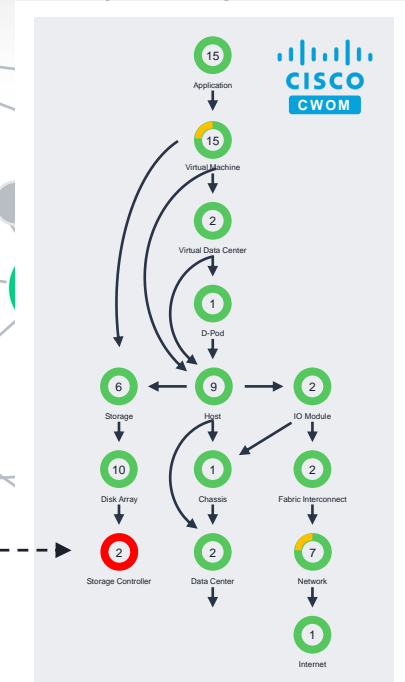 CISCO
CWOM
15
Application
15
Virtual Machine
2
Virtual Data Center
1
D-Pod
6
9
2
Storage
Host
IO Module
10
1
2
Disk Array
Chassis
Fabric Interconnect
2
2
7
Storage Controller
Data Center
Network
1
Internet